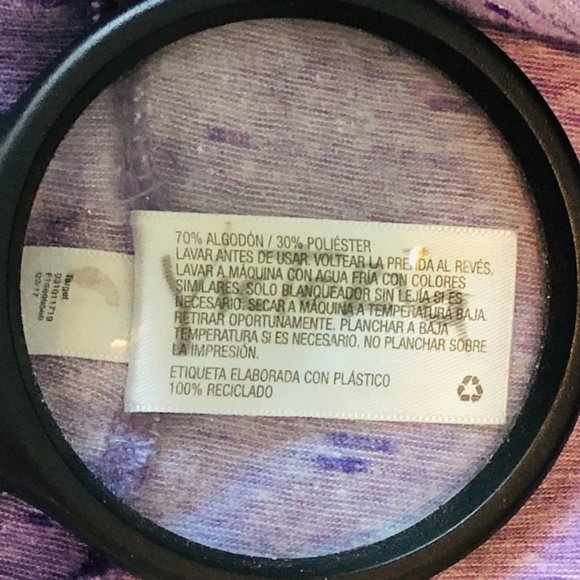 70% ALGODÓN / 30% POLIÉSTER
LAVAR ANTES DE USAR. VOLTEAR LA PRENDA AL REVÉS.
LAVAR A MÁQUINA CON AGUA FRÍA CON COLORES
SIMILARES. SOLO BLANQUEADOR SIN LEJÍA SI ES
NECESARIO. SECAR A MÁQUINA A TEMPERATURA BAJA.
RETIRAR OPORTUNAMENTE. PLANCHAR A BAJA
TEMPERATURA SI ES NECESARIO. NO PLANCHAR SOBRE
LA IMPRESIÓN.
ETIQUETA ELABORADA CON PLÁSTICO
100% RECICLADO
Target